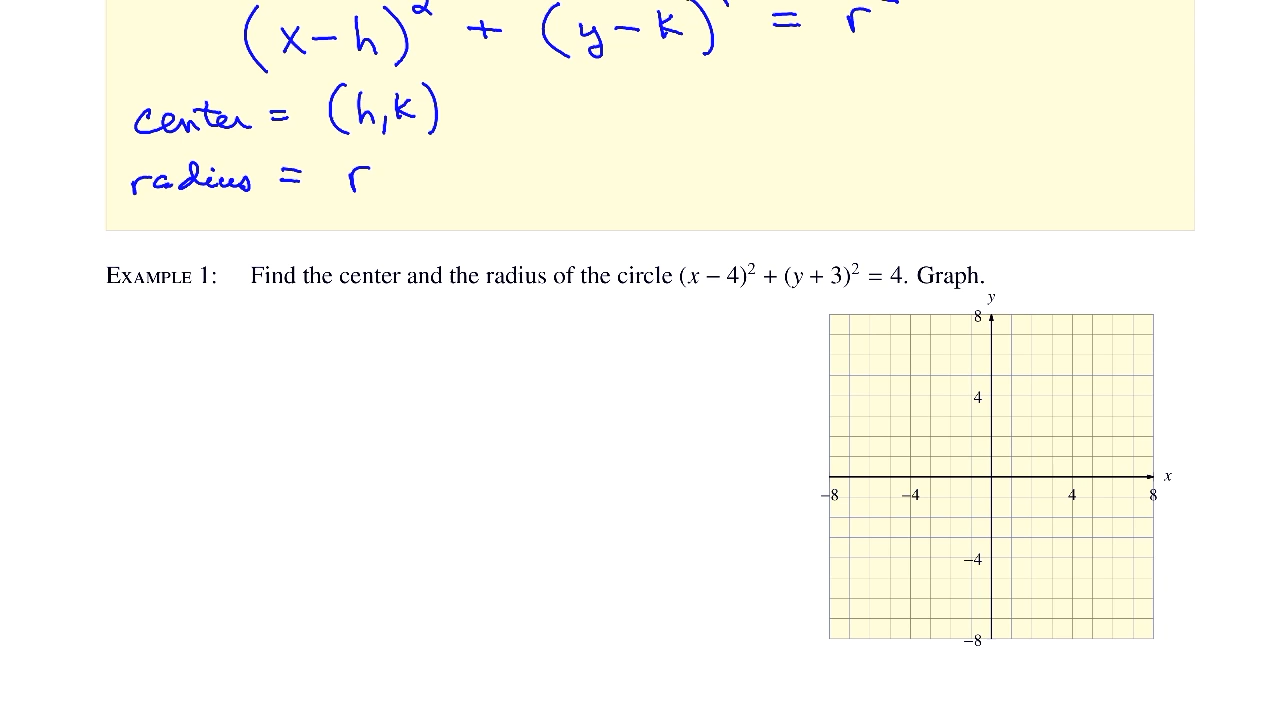 (x-h)² + (y-k)² = r²
center = (h,k)
radius = r
EXAMPLE 1: Find the center and the radius of the circle (x − 4)² + (y + 3)² = 4. Graph.
y
8
4
x
−8 −4 4 8
−4
−8